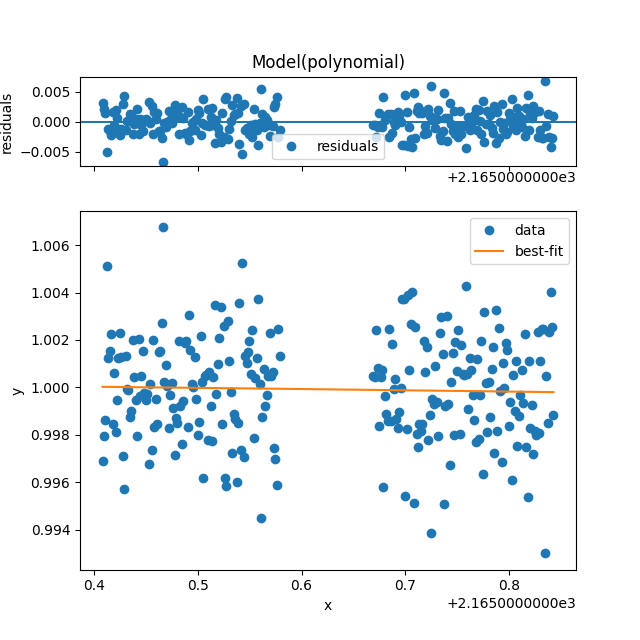 Model(polynomial)
residuals
0.005
0.000
−0.005
residuals
+2.1650000000e3
y
1.006
1.004
1.002
1.000
0.998
0.996
0.994
data
best-fit
0.4 0.5 0.6 0.7 0.8
x
+2.1650000000e3